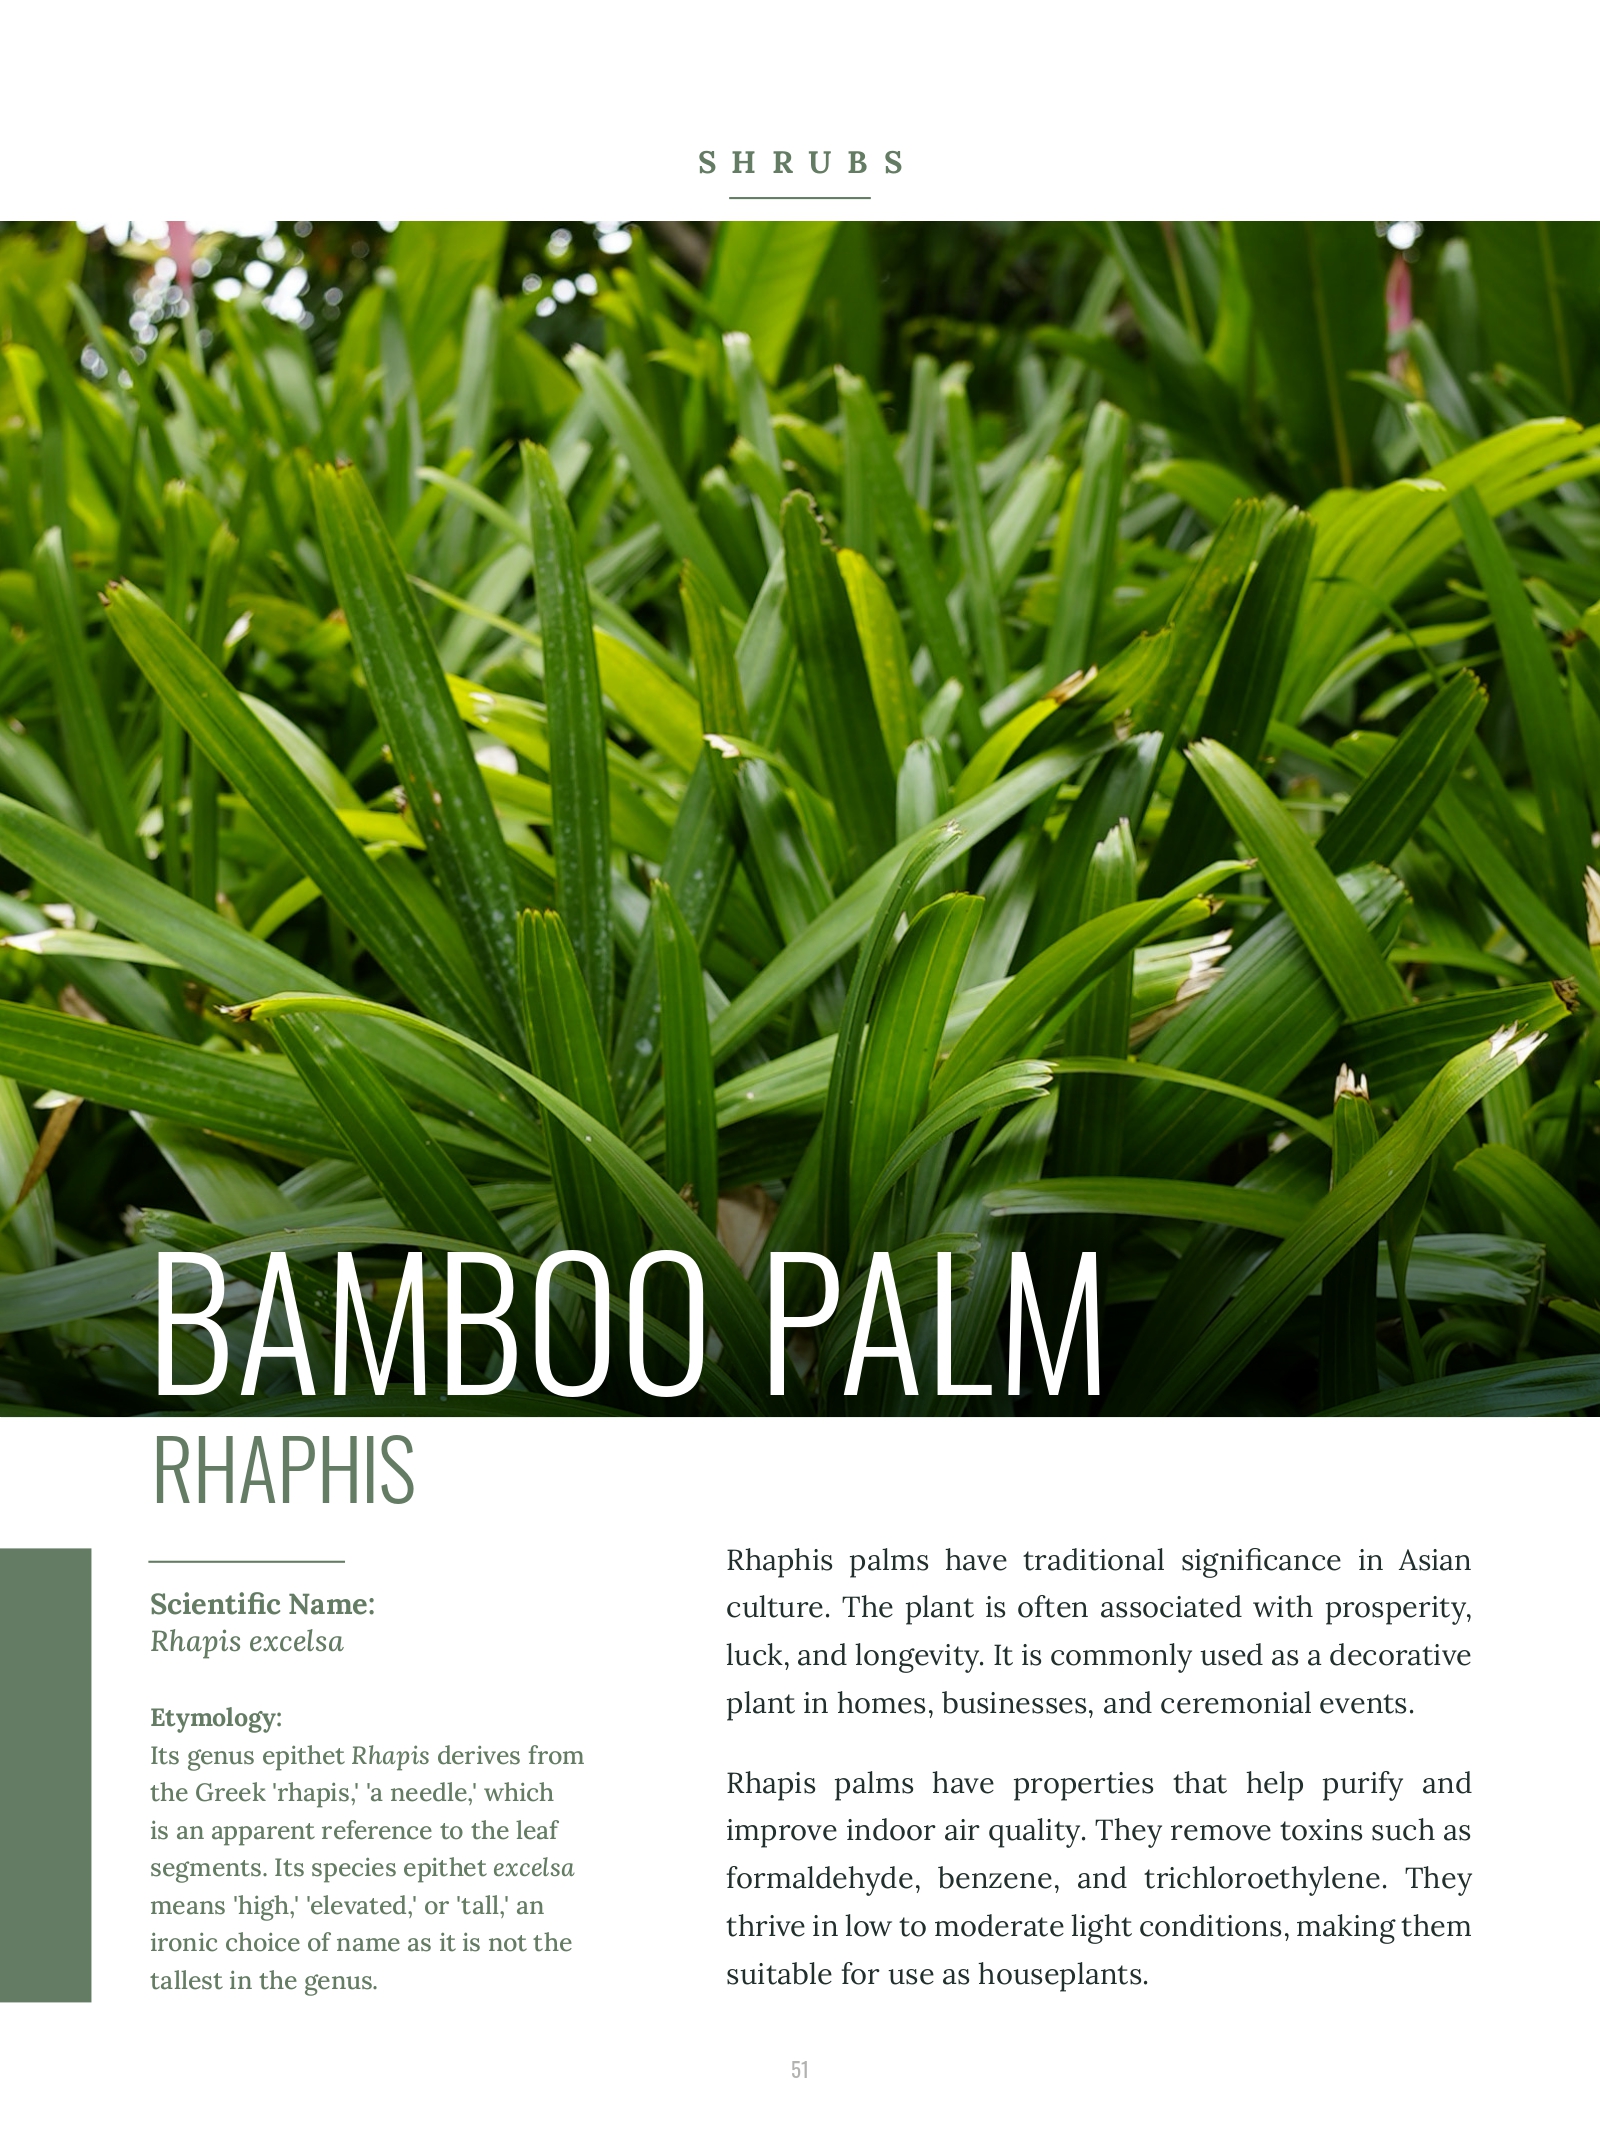 SHRUBS
BAMBOO PALM
RHAPHIS
Scientific Name:
Rhapis excelsa
Etymology:
Its genus epithet Rhapis derives from
the Greek 'rhapis,' 'a needle,' which
is an apparent reference to the leaf
segments. Its species epithet excelsa
means 'high,' 'elevated,' or 'tall,' an
ironic choice of name as it is not the
tallest in the genus.
Rhaphis palms have traditional significance in Asian
culture. The plant is often associated with prosperity,
luck, and longevity. It is commonly used as a decorative
plant in homes, businesses, and ceremonial events.
Rhapis palms have properties that help purify and
improve indoor air quality. They remove toxins such as
formaldehyde, benzene, and trichloroethylene. They
thrive in low to moderate light conditions, making them
suitable for use as houseplants.
51